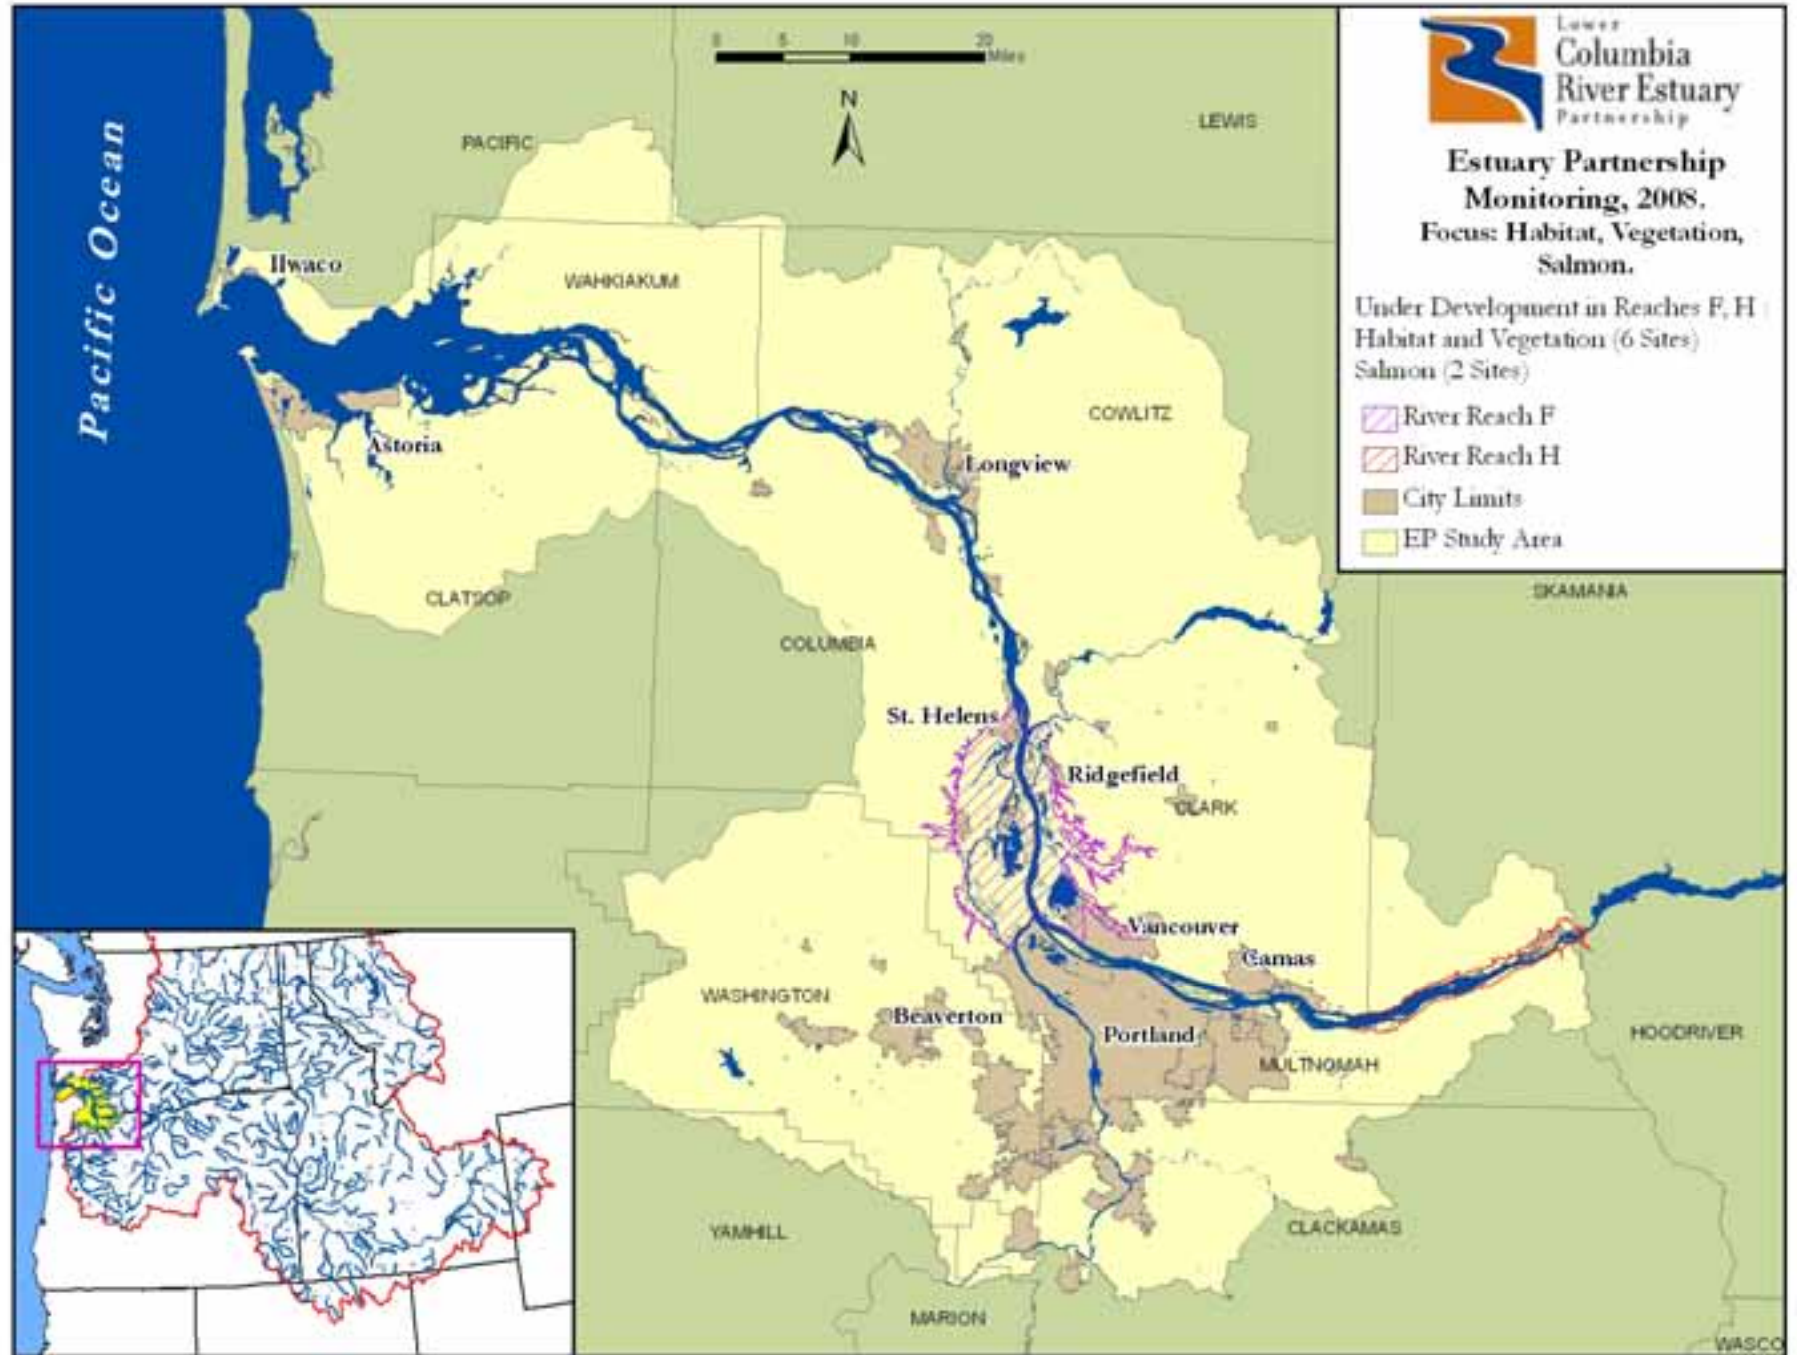 Lower
Columbia
River Estuary
Partnership
Estuary Partnership
Monitoring, 2008.
Focus: Habitat, Vegetation,
Salmon.
Under Development in Reaches F, H :
Habitat and Vegetation (6 Sites)
Salmon (2 Sites)
River Reach F
River Reach H
City Limits
EP Study Area
0 5 10 20
Miles
N
Pacific Ocean
PACIFIC
LEWIS
Ilwaco
WAHKIAKUM
COWLITZ
Astoria
Longview
CLATSOP
SKAMANIA
COLUMBIA
St. Helens
Ridgefield
CLARK
Vancouver
Camas
WASHINGTON
Beaverton
Portland
HOODRIVER
MULTNOMAH
YAMHILL
CLACKAMAS
MARION
WASCO